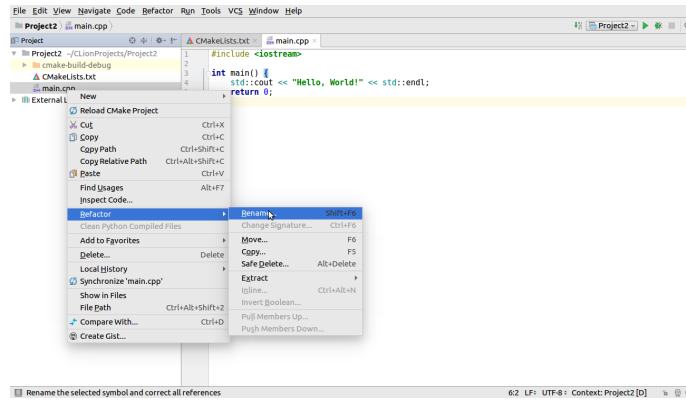 File Edit View Navigate Code Refactor Run Tools VCS Window Help
Project2 main.cpp Project2
Project CMakeLists.txt main.cpp
Project2 ~/CLionProjects/Project2
cmake-build-debug
CMakeLists.txt
main.cpp
External L
1 #include <iostream>
2
3 int main() {
4 std::cout << "Hello, World!" << std::endl;
return 0;
New
Reload CMake Project
Cut Ctrl+X
Copy Ctrl+C
Copy Path Ctrl+Shift+C
Copy Relative Path Ctrl+Alt+Shift+C
Paste Ctrl+V
Find Usages Alt+F7
Inspect Code...
Refactor
Clean Python Compiled Files
Add to Favorites
Delete... Delete
Local History
Synchronize 'main.cpp'
Show in Files
File Path Ctrl+Alt+Shift+2
Compare With... Ctrl+D
Create Gist...
Rename... Shift+F6
Change Signature... Ctrl+F6
Move... F6
Copy... F5
Safe Delete... Alt+Delete
Extract
Inline... Ctrl+Alt+N
Invert Boolean...
Pull Members Up...
Push Members Down...
Rename the selected symbol and correct all references 6:2 LF÷ UTF-8÷ Context: Project2 [D]